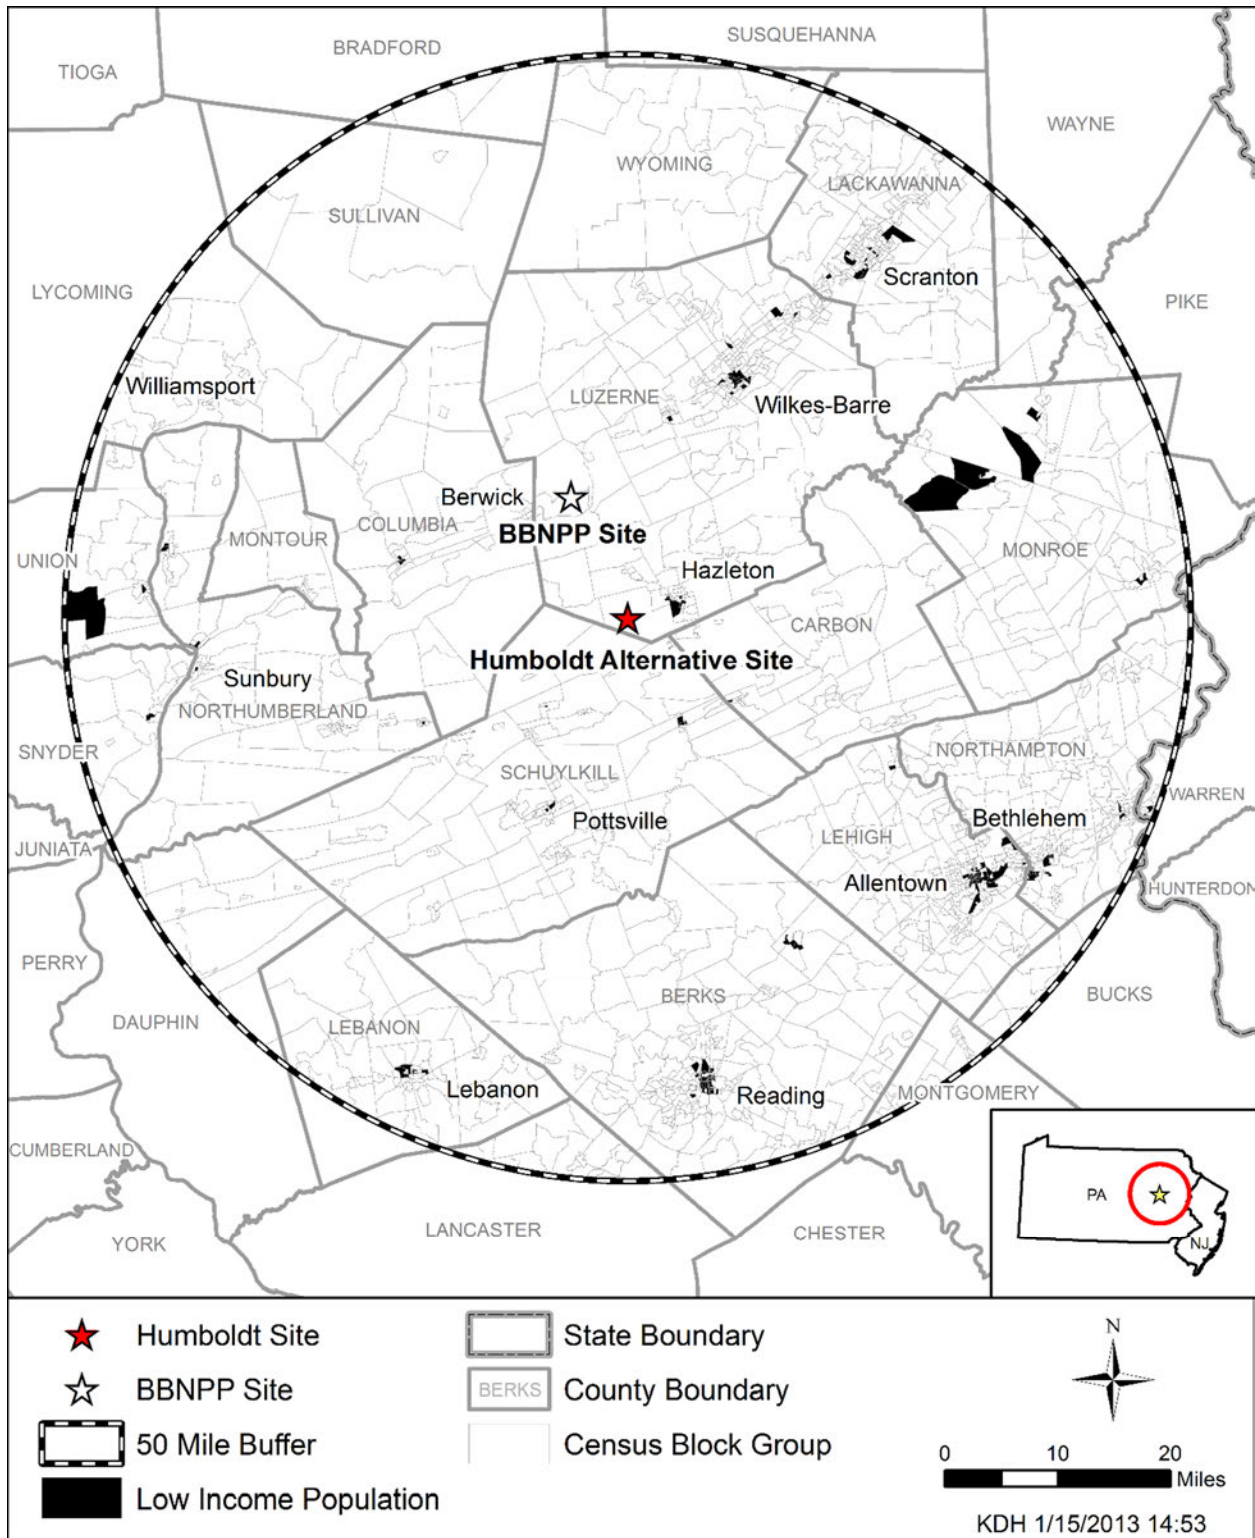 BRADFORD
SUSQUEHANNA
TIOGA
WAYNE
WYOMING
LACKAWANNA
SULLIVAN
Scranton
LYCOMING
PIKE
Williamsport
LUZERNE
Wilkes-Barre
Berwick
COLUMBIA
BBNPP Site
MONTOUR
UNION
MONROE
Hazleton
CARBON
Humboldt Alternative Site
Sunbury
NORTHUMBERLAND
SNYDER
NORTHAMPTON
SCHUYLKILL
WARREN
Pottsville
Bethlehem
LEHIGH
JUNIATA
Allentown
HUNTERDON
PERRY
BERKS
BUCKS
DAUPHIN
LEBANON
Lebanon
Reading
MONTGOMERY
CUMBERLAND
PA
NJ
LANCASTER
CHESTER
YORK
Humboldt Site
State Boundary
N
BBNPP Site
BERKS County Boundary
50 Mile Buffer
Census Block Group
0 10 20
Miles
Low Income Population
KDH 1/15/2013 14:53